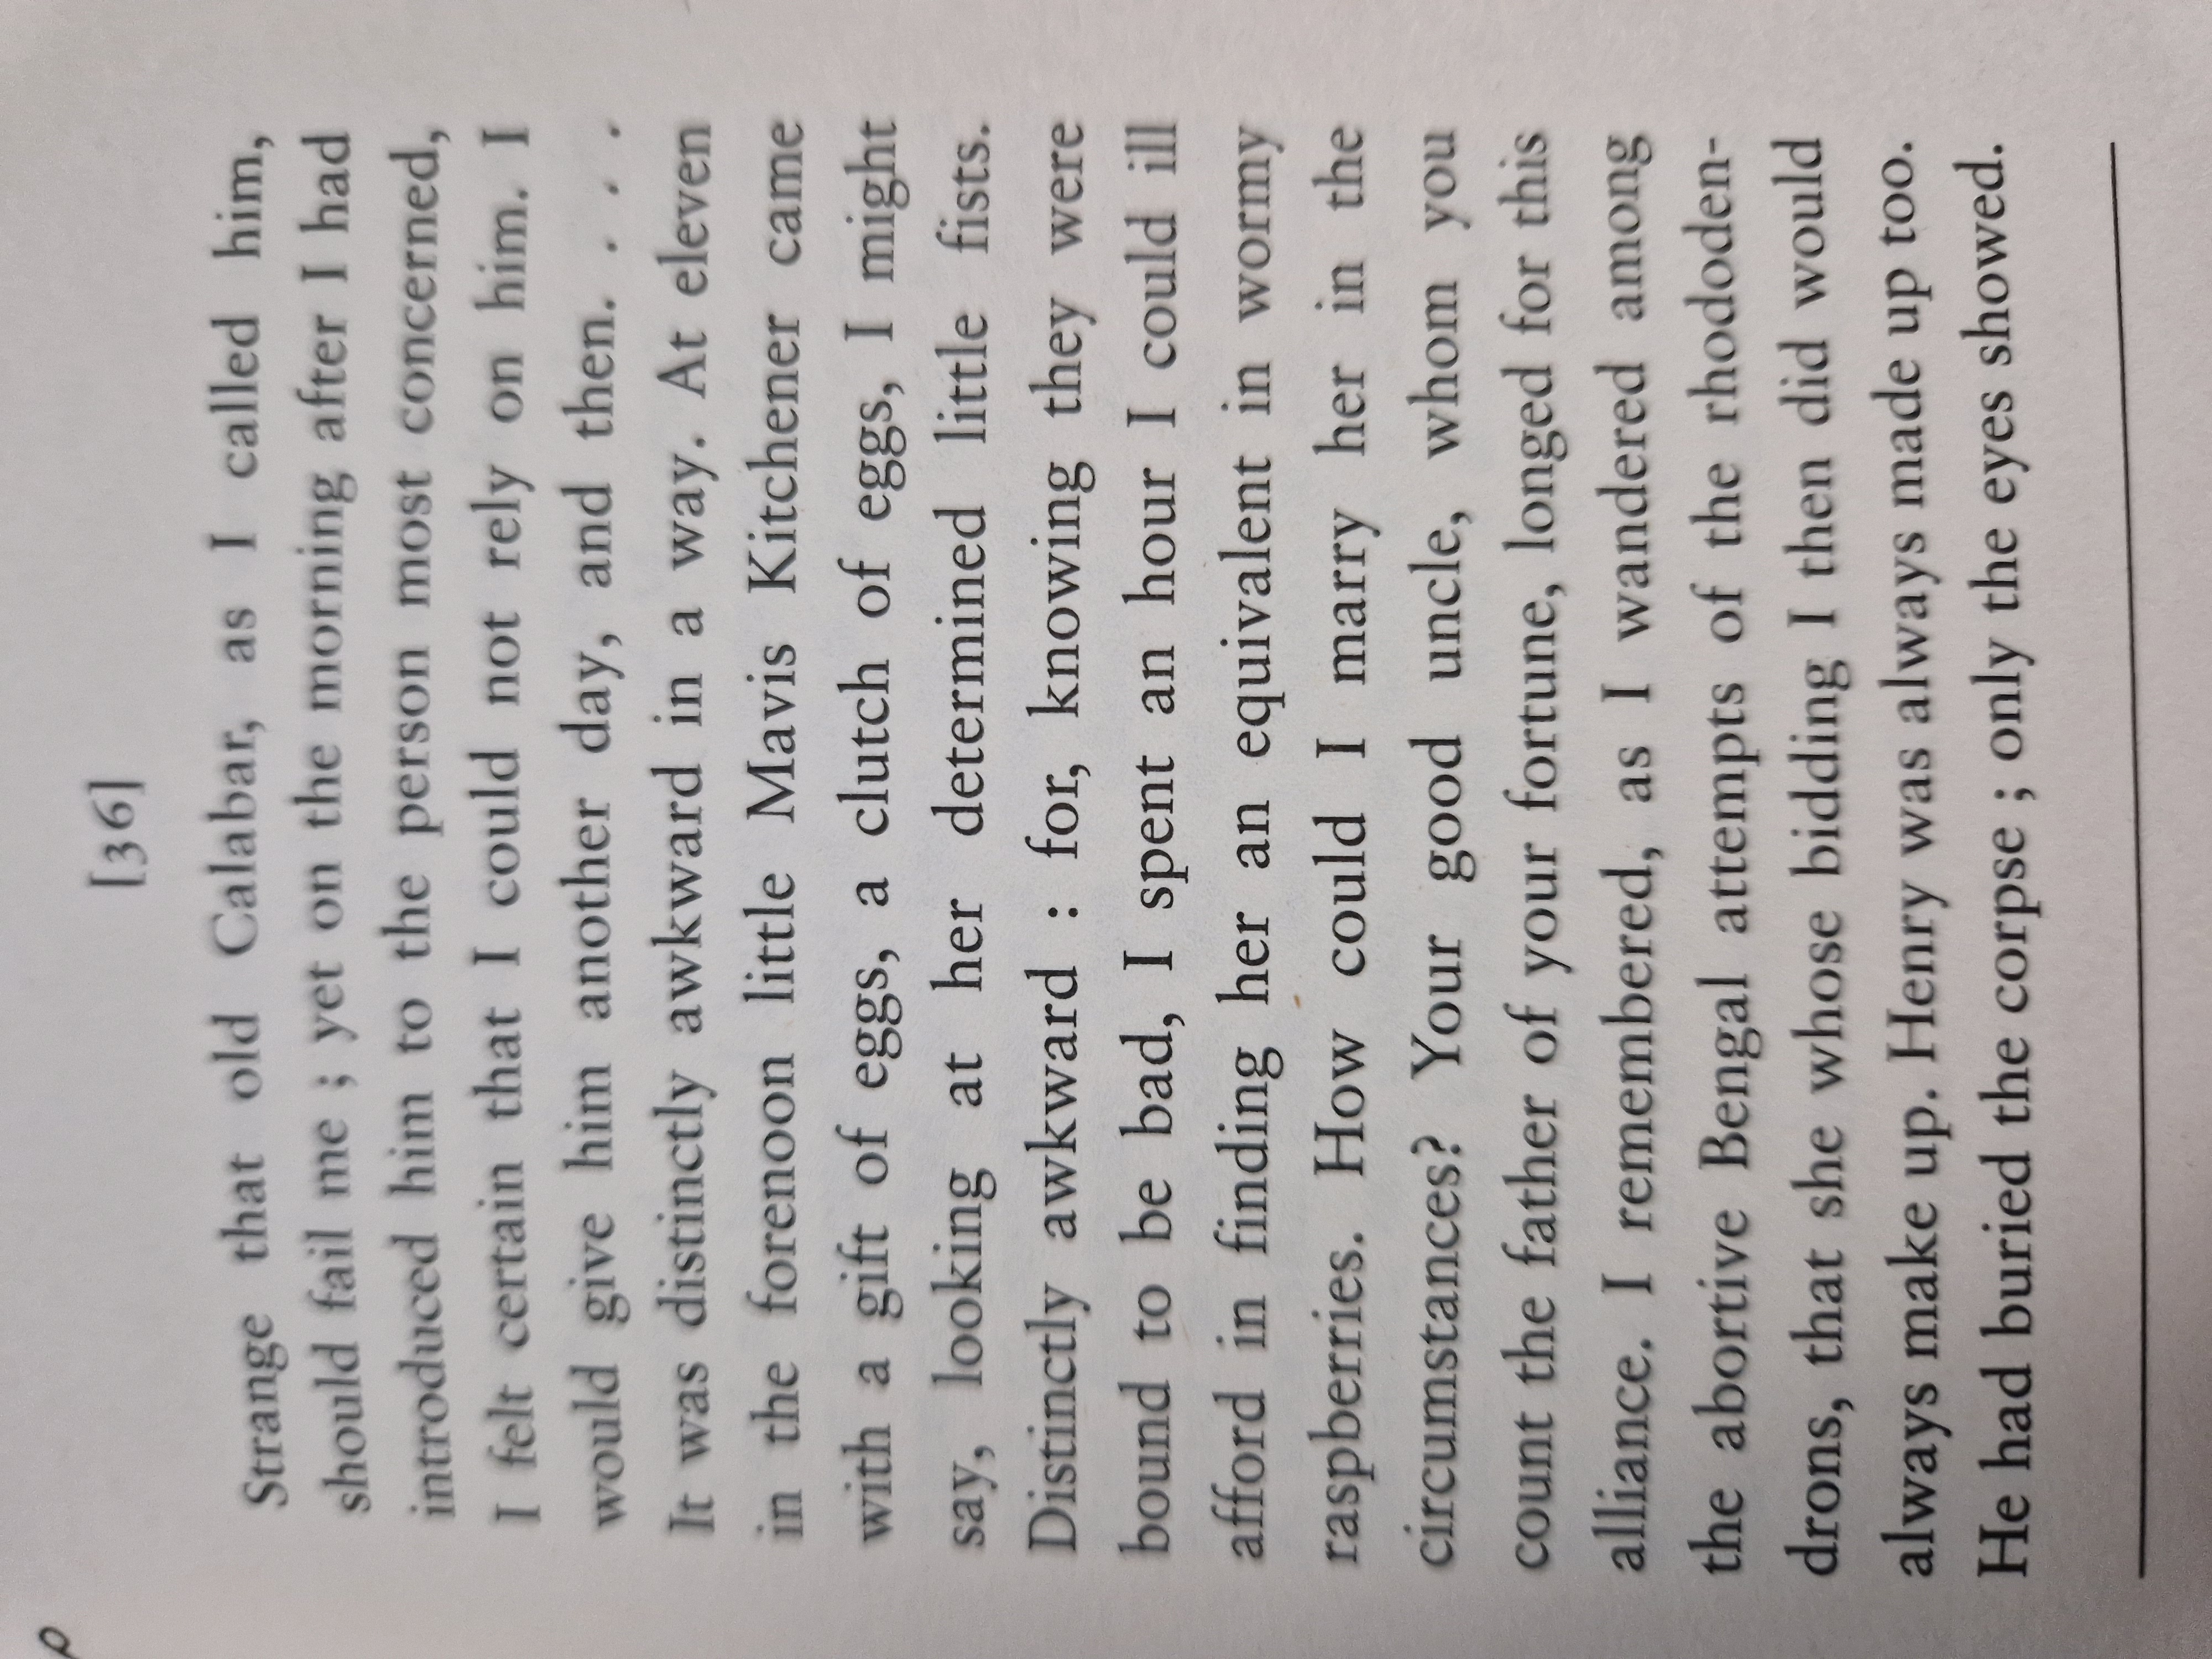 [36]
Strange that old Calabar, as I called him,
should fail me ; yet on the morning after I had
introduced him to the person most concerned,
I felt certain that I could not rely on him. I
would give him another day, and then. . . .
It was distinctly awkward in a way. At eleven
in the forenoon little Mavis Kitchener came
with a gift of eggs, a clutch of eggs, I might
say, looking at her determined little fists.
Distinctly awkward : for, knowing they were
bound to be bad, I spent an hour I could ill
afford in finding her an equivalent in wormy
raspberries. How could I marry her in the
circumstances? Your good uncle, whom you
count the father of your fortune, longed for this
alliance. I remembered, as I wandered among
the abortive Bengal attempts of the rhododen-
drons, that she whose bidding I then did would
always make up. Henry was always made up too.
He had buried the corpse ; only the eyes showed.